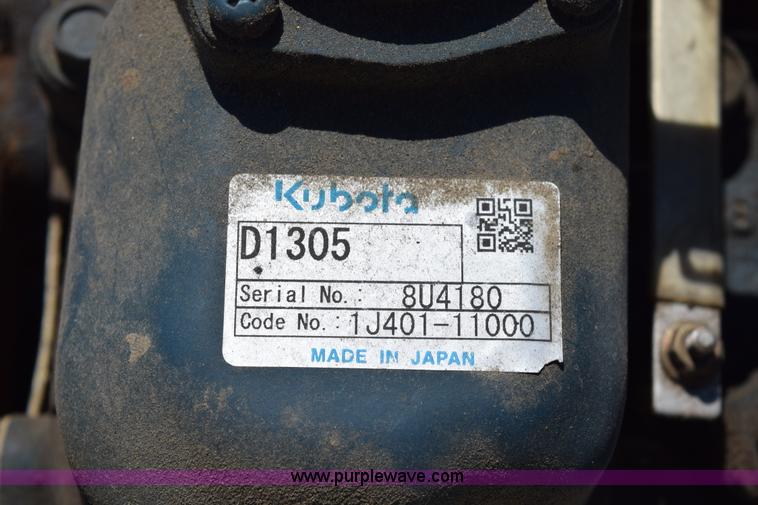 Kubota
D1305
Serial No.: 8U4180
Code No.: 1J401-11000
MADE IN JAPAN
www.purplewave.com